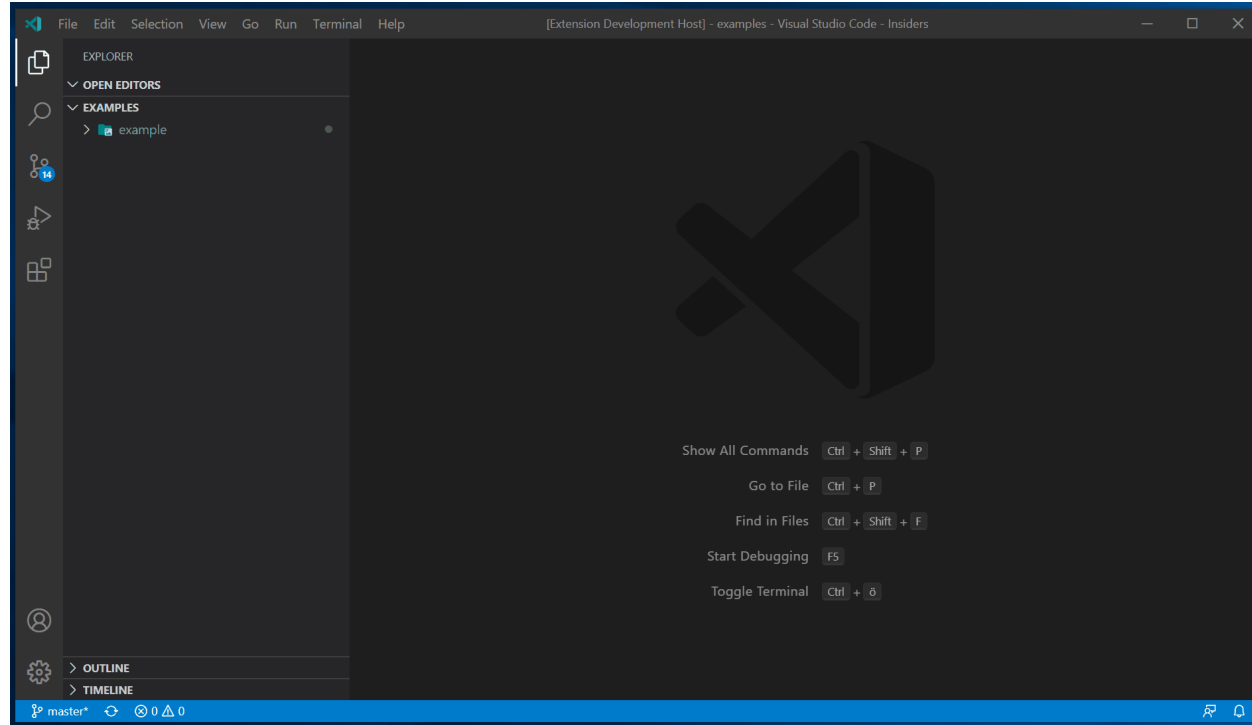 File Edit Selection View Go Run Terminal Help [Extension Development Host] - examples - Visual Studio Code - Insiders
EXPLORER
OPEN EDITORS
EXAMPLES
example
14
Show All Commands Ctrl + Shift + P
Go to File Ctrl + P
Find in Files Ctrl + Shift + F
Start Debugging F5
Toggle Terminal Ctrl + ö
OUTLINE
TIMELINE
master* 0 0